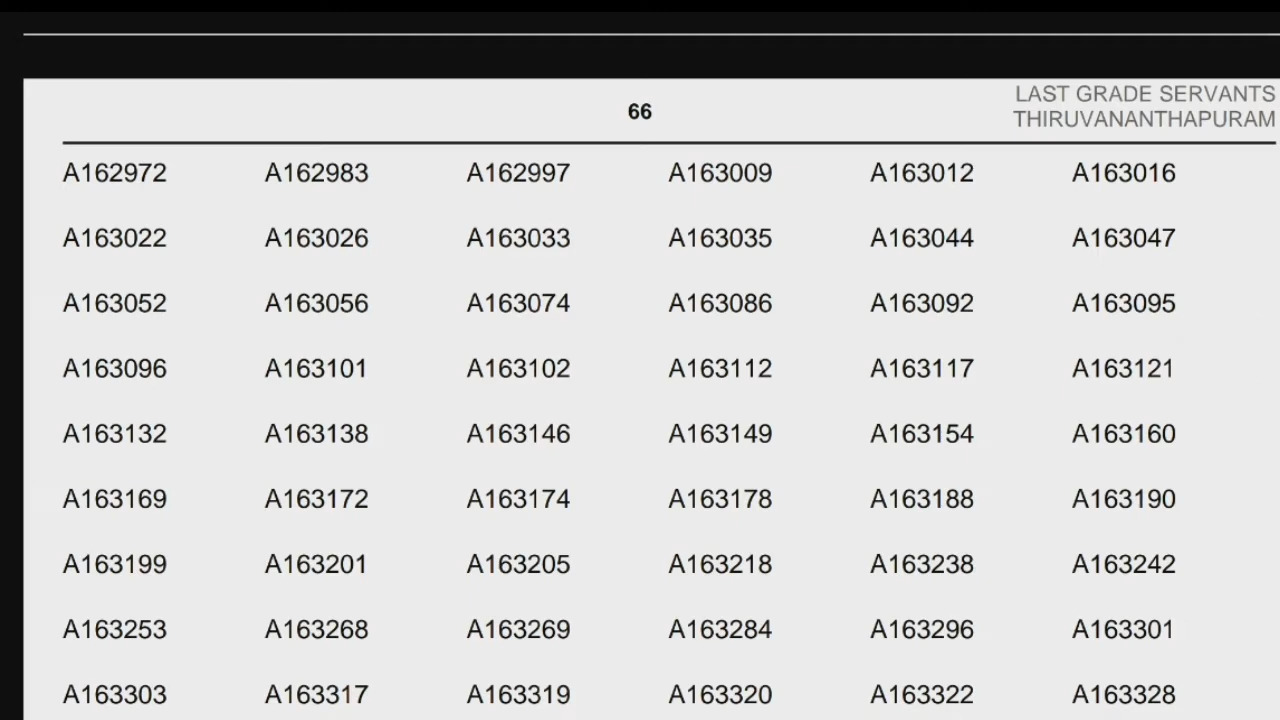 66
LAST GRADE SERVANTS
THIRUVANANTHAPURAM
A162972 A162983 A162997 A163009 A163012 A163016
A163022 A163026 A163033 A163035 A163044 A163047
A163052 A163056 A163074 A163086 A163092 A163095
A163096 A163101 A163102 A163112 A163117 A163121
A163132 A163138 A163146 A163149 A163154 A163160
A163169 A163172 A163174 A163178 A163188 A163190
A163199 A163201 A163205 A163218 A163238 A163242
A163253 A163268 A163269 A163284 A163296 A163301
A163303 A163317 A163319 A163320 A163322 A163328